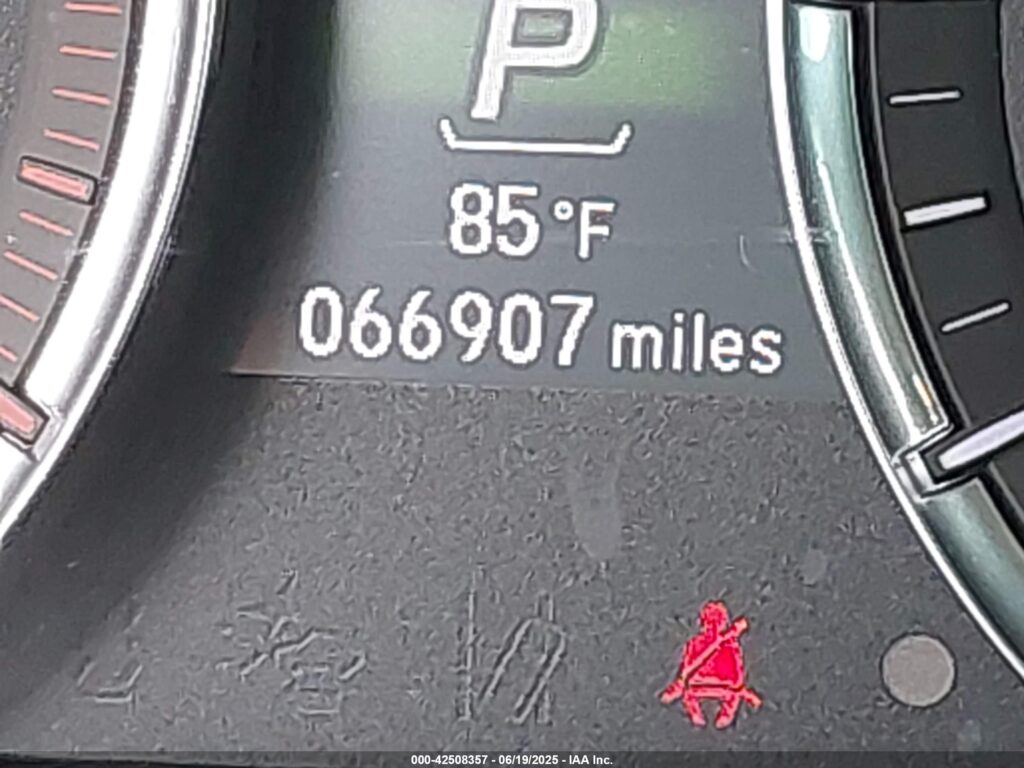 P
85°F
066907 miles
000-42508357 - 06/19/2025 - IAA Inc.